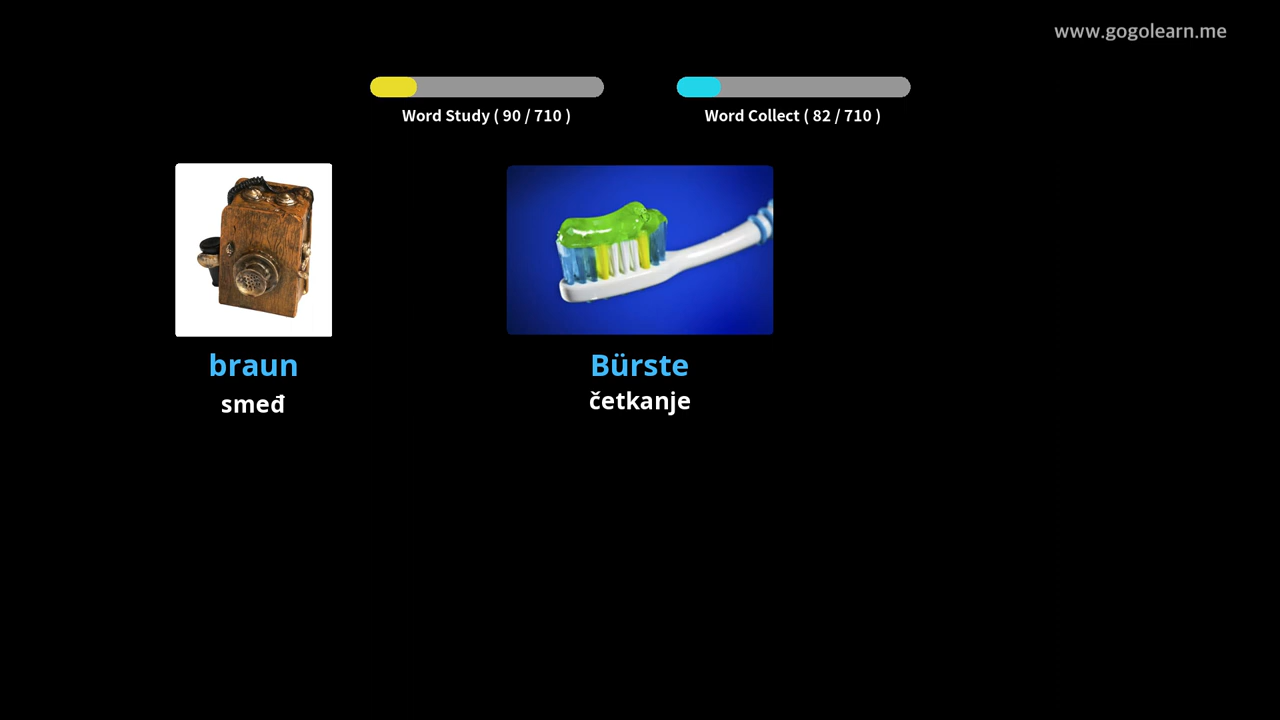 www.gogolearn.me
Word Study ( 90 / 710 )
Word Collect ( 82 / 710 )
braun
smeđ
Bürste
četkanje